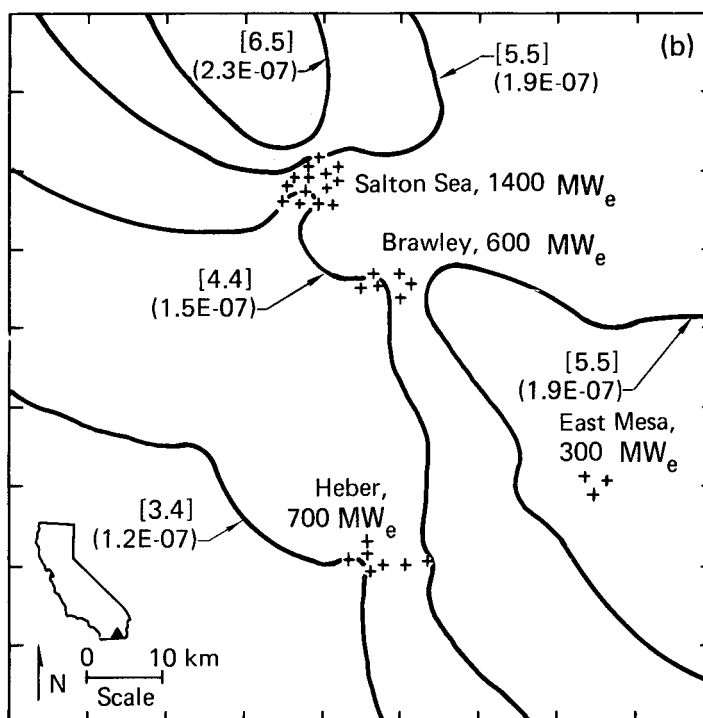 (b)
[6.5]
(2.3E-07)
[5.5]
(1.9E-07)
Salton Sea, 1400 MWe
Brawley, 600 MWe
[4.4]
(1.5E-07)
[5.5]
(1.9E-07)
East Mesa,
300 MWe
Heber,
700 MWe
[3.4]
(1.2E-07)
0 10 km
N
Scale